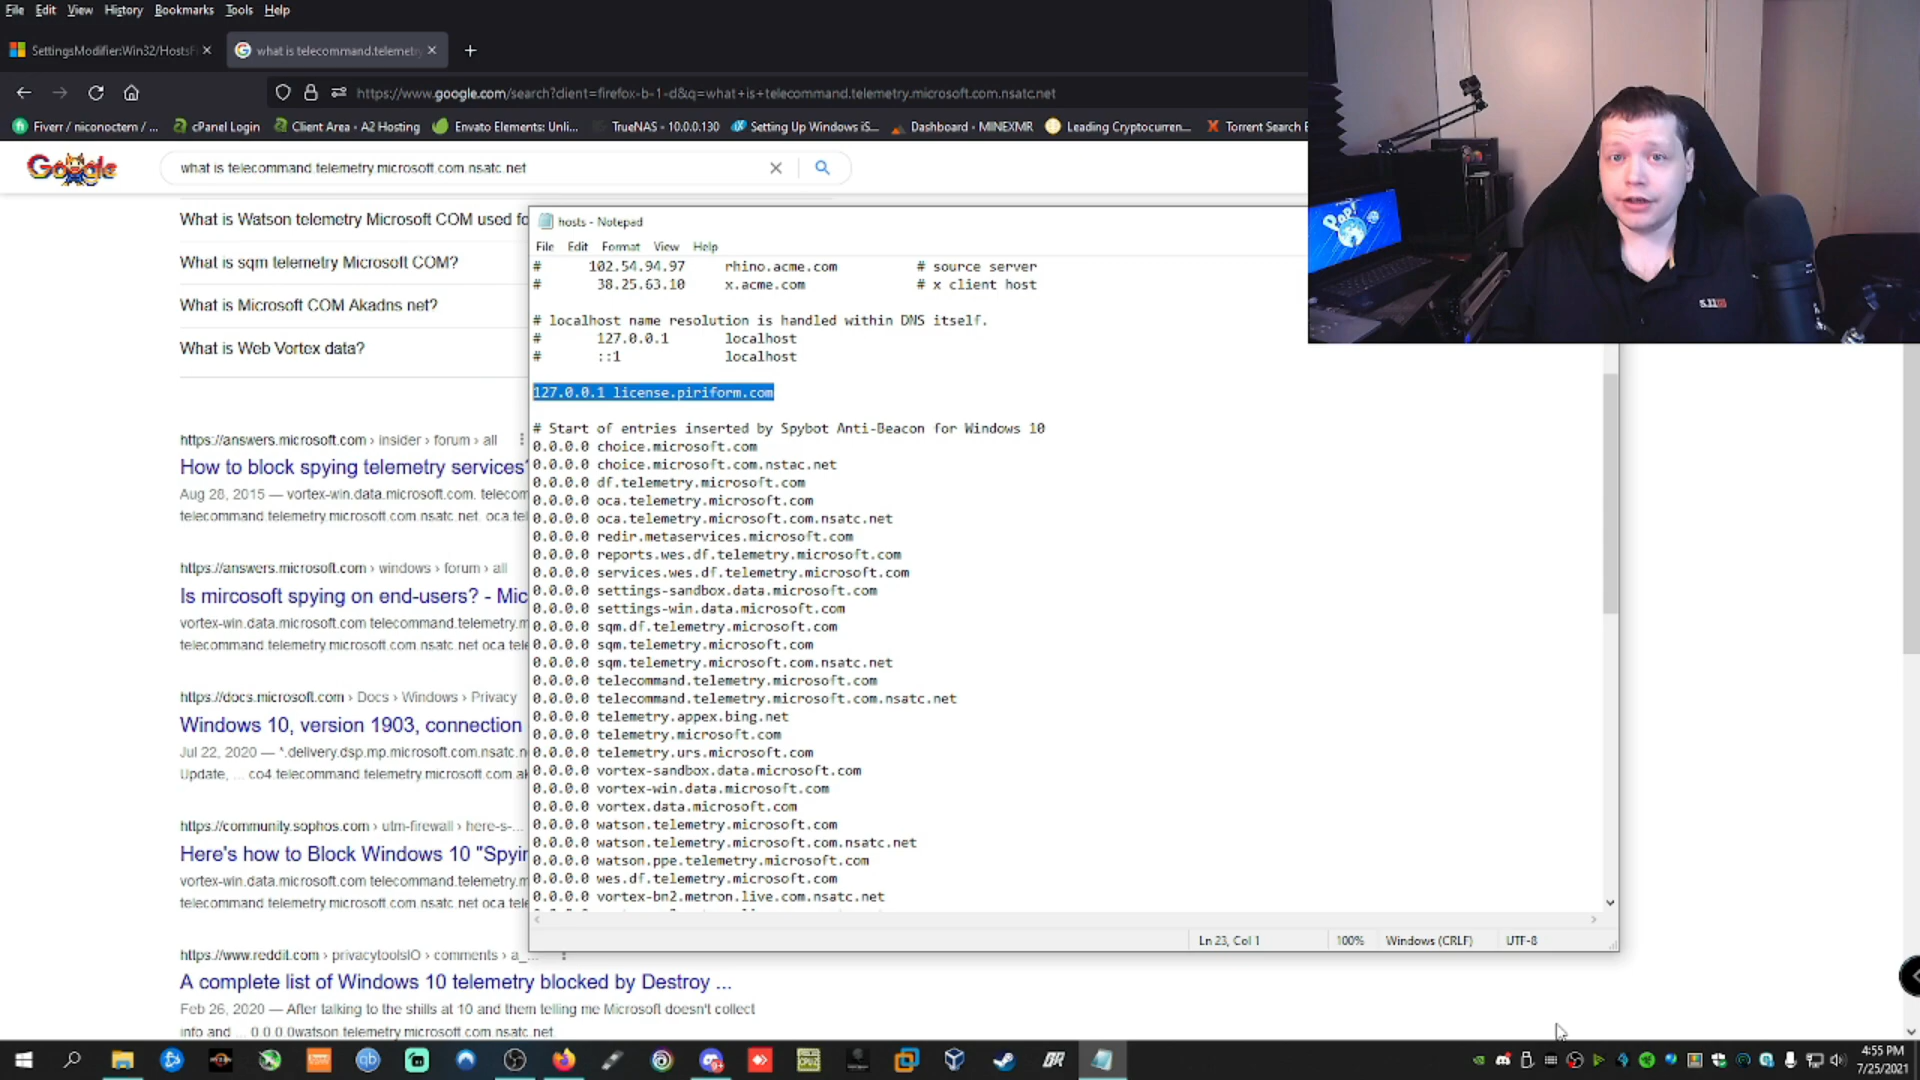 File Edit View History Bookmarks Tools Help
SettingsModifier:Win32/HostsF
what is telecommand.telemetry
https://www.google.com/search?client=firefox-b-1-d&q=what+is+telecommand.telemetry.microsoft.com.nsatc.net
Fiverr / niconoctem / ... cPanel Login Client Area - A2 Hosting Envato Elements: Unli... TrueNAS - 10.0.0.130 Setting Up Windows iS... Dashboard - MINEXMR Leading Cryptocurren... Torrent Search E
Google
what is telecommand telemetry microsoft com nsatc net
What is Watson telemetry Microsoft COM used fo
What is sqm telemetry Microsoft COM?
What is Microsoft COM Akadns net?
What is Web Vortex data?
https://answers.microsoft.com › insider › forum › all
How to block spying telemetry services?
Aug 28, 2015 — vortex-win.data.microsoft.com. telecom
telecommand telemetry microsoft com nsatc net oca te
https://answers.microsoft.com › windows › forum › all
Is mircosoft spying on end-users? - Mic
vortex-win.data.microsoft.com telecommand.telemetry.m
telecommand.telemetry.microsoft.com nsatc net oca te
https://docs.microsoft.com › Docs › Windows › Privacy
Windows 10, version 1903, connection
Jul 22, 2020 — *.delivery.dsp.mp.microsoft.com.nsatc.n
Update, ... co4 telecommand telemetry microsoft com ak
https://community.sophos.com › utm-firewall › here-s-...
Here's how to Block Windows 10 "Spyin
vortex-win.data.microsoft.com telecommand.telemetry.m
telecommand.telemetry.microsoft.com nsatc net oca te
https://www.reddit.com › privacytoolsIO › comments › a_...
A complete list of Windows 10 telemetry blocked by Destroy ...
Feb 26, 2020 — After talking to the shills at 10 and them telling me Microsoft doesn't collect
info and ... 0.0.0.0watson telemetry microsoft com nsatc net
hosts - Notepad
File Edit Format View Help
# 102.54.94.97 rhino.acme.com # source server
# 38.25.63.10 x.acme.com # x client host
# localhost name resolution is handled within DNS itself.
# 127.0.0.1 localhost
# ::1 localhost
127.0.0.1 license.piriform.com
# Start of entries inserted by Spybot Anti-Beacon for Windows 10
0.0.0.0 choice.microsoft.com
0.0.0.0 choice.microsoft.com.nstac.net
0.0.0.0 df.telemetry.microsoft.com
0.0.0.0 oca.telemetry.microsoft.com
0.0.0.0 oca.telemetry.microsoft.com.nsatc.net
0.0.0.0 redir.metaservices.microsoft.com
0.0.0.0 reports.wes.df.telemetry.microsoft.com
0.0.0.0 services.wes.df.telemetry.microsoft.com
0.0.0.0 settings-sandbox.data.microsoft.com
0.0.0.0 settings-win.data.microsoft.com
0.0.0.0 sqm.df.telemetry.microsoft.com
0.0.0.0 sqm.telemetry.microsoft.com
0.0.0.0 sqm.telemetry.microsoft.com.nsatc.net
0.0.0.0 telecommand.telemetry.microsoft.com
0.0.0.0 telecommand.telemetry.microsoft.com.nsatc.net
0.0.0.0 telemetry.appex.bing.net
0.0.0.0 telemetry.microsoft.com
0.0.0.0 telemetry.urs.microsoft.com
0.0.0.0 vortex-sandbox.data.microsoft.com
0.0.0.0 vortex-win.data.microsoft.com
0.0.0.0 vortex.data.microsoft.com
0.0.0.0 watson.telemetry.microsoft.com
0.0.0.0 watson.telemetry.microsoft.com.nsatc.net
0.0.0.0 watson.ppe.telemetry.microsoft.com
0.0.0.0 wes.df.telemetry.microsoft.com
0.0.0.0 vortex-bn2.metron.live.com.nsatc.net
Ln 23, Col 1 100% Windows (CRLF) UTF-8
POP!
5.11
4:55 PM
7/25/2021